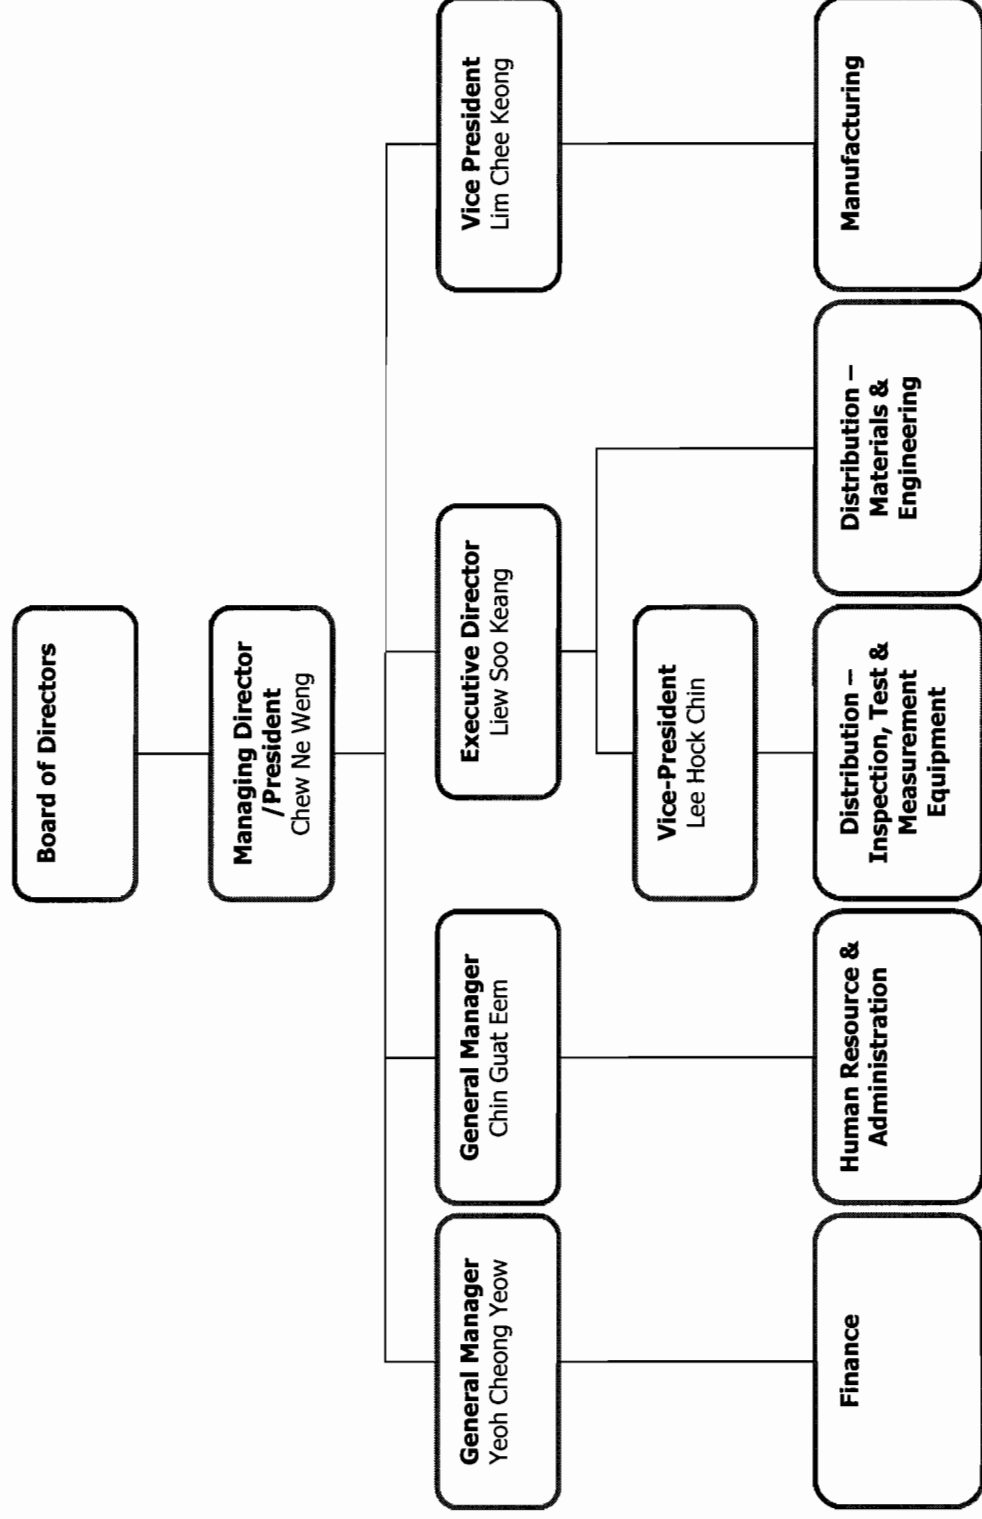 Board of Directors
Managing Director
/President
Chew Ne Weng
General Manager
Yeoh Cheong Yeow
General Manager
Chin Guat Eem
Executive Director
Liew Soo Keang
Vice President
Lim Chee Keong
Vice-President
Lee Hock Chin
Finance
Human Resource &
Administration
Distribution –
Inspection, Test &
Measurement
Equipment
Distribution –
Materials &
Engineering
Manufacturing